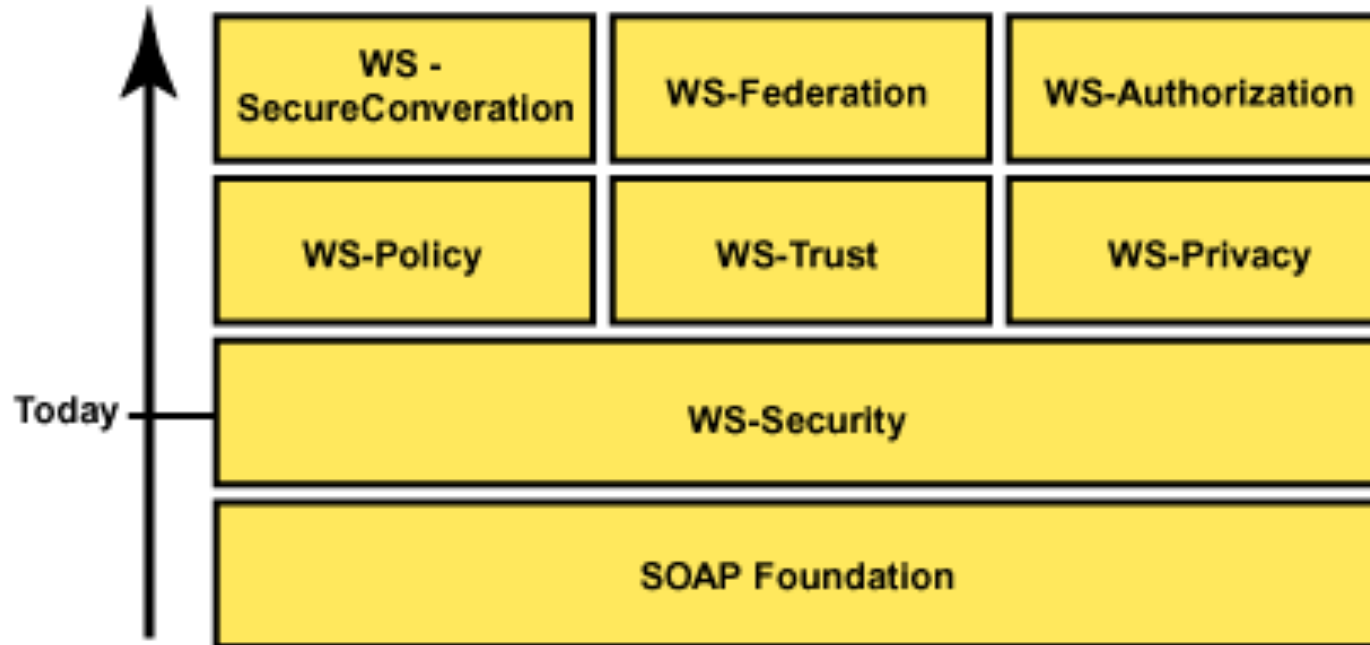 WS -
SecureConveration
WS-Federation
WS-Authorization
WS-Policy
WS-Trust
WS-Privacy
Today
WS-Security
SOAP Foundation